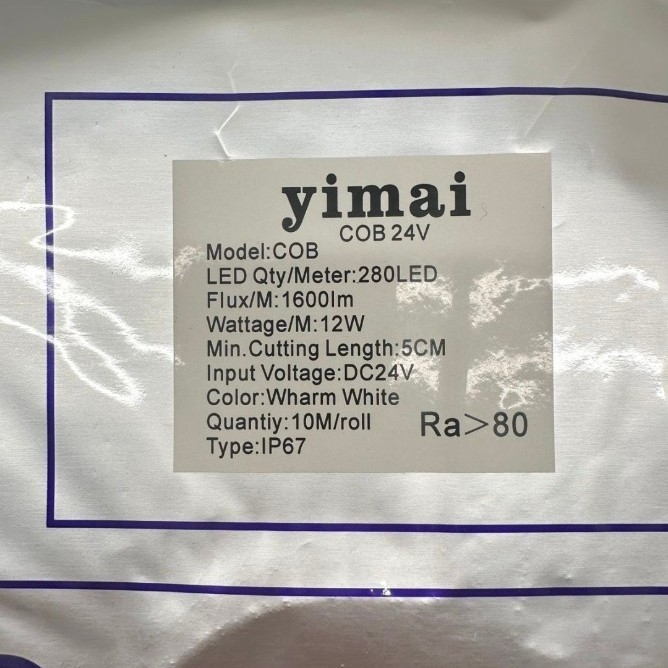 yimai
COB 24V
Model:COB
LED Qty/Meter:280LED
Flux/M:1600lm
Wattage/M:12W
Min.Cutting Length:5CM
Input Voltage:DC24V
Color:Wharm White
Quantiy:10M/roll
Ra>80
Type:IP67